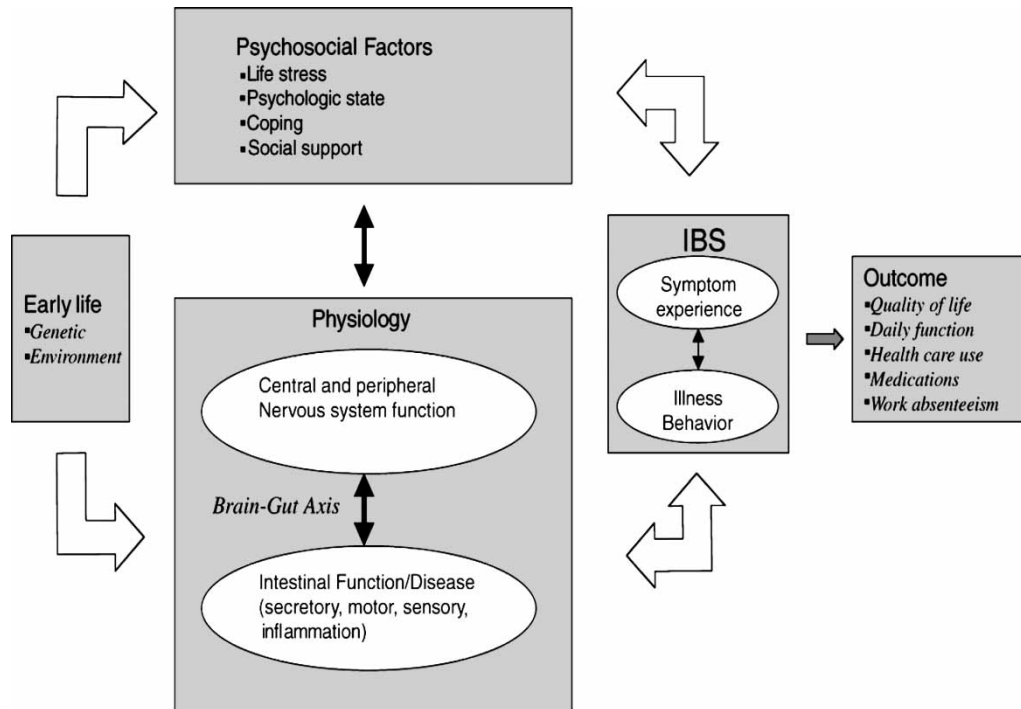 Psychosocial Factors
▪Life stress
▪Psychologic state
▪Coping
▪Social support
Early life
▪Genetic
▪Environment
Physiology
Central and peripheral
Nervous system function
Brain-Gut Axis
Intestinal Function/Disease
(secretory, motor, sensory,
inflammation)
IBS
Symptom
experience
Illness
Behavior
Outcome
▪Quality of life
▪Daily function
▪Health care use
▪Medications
▪Work absenteeism